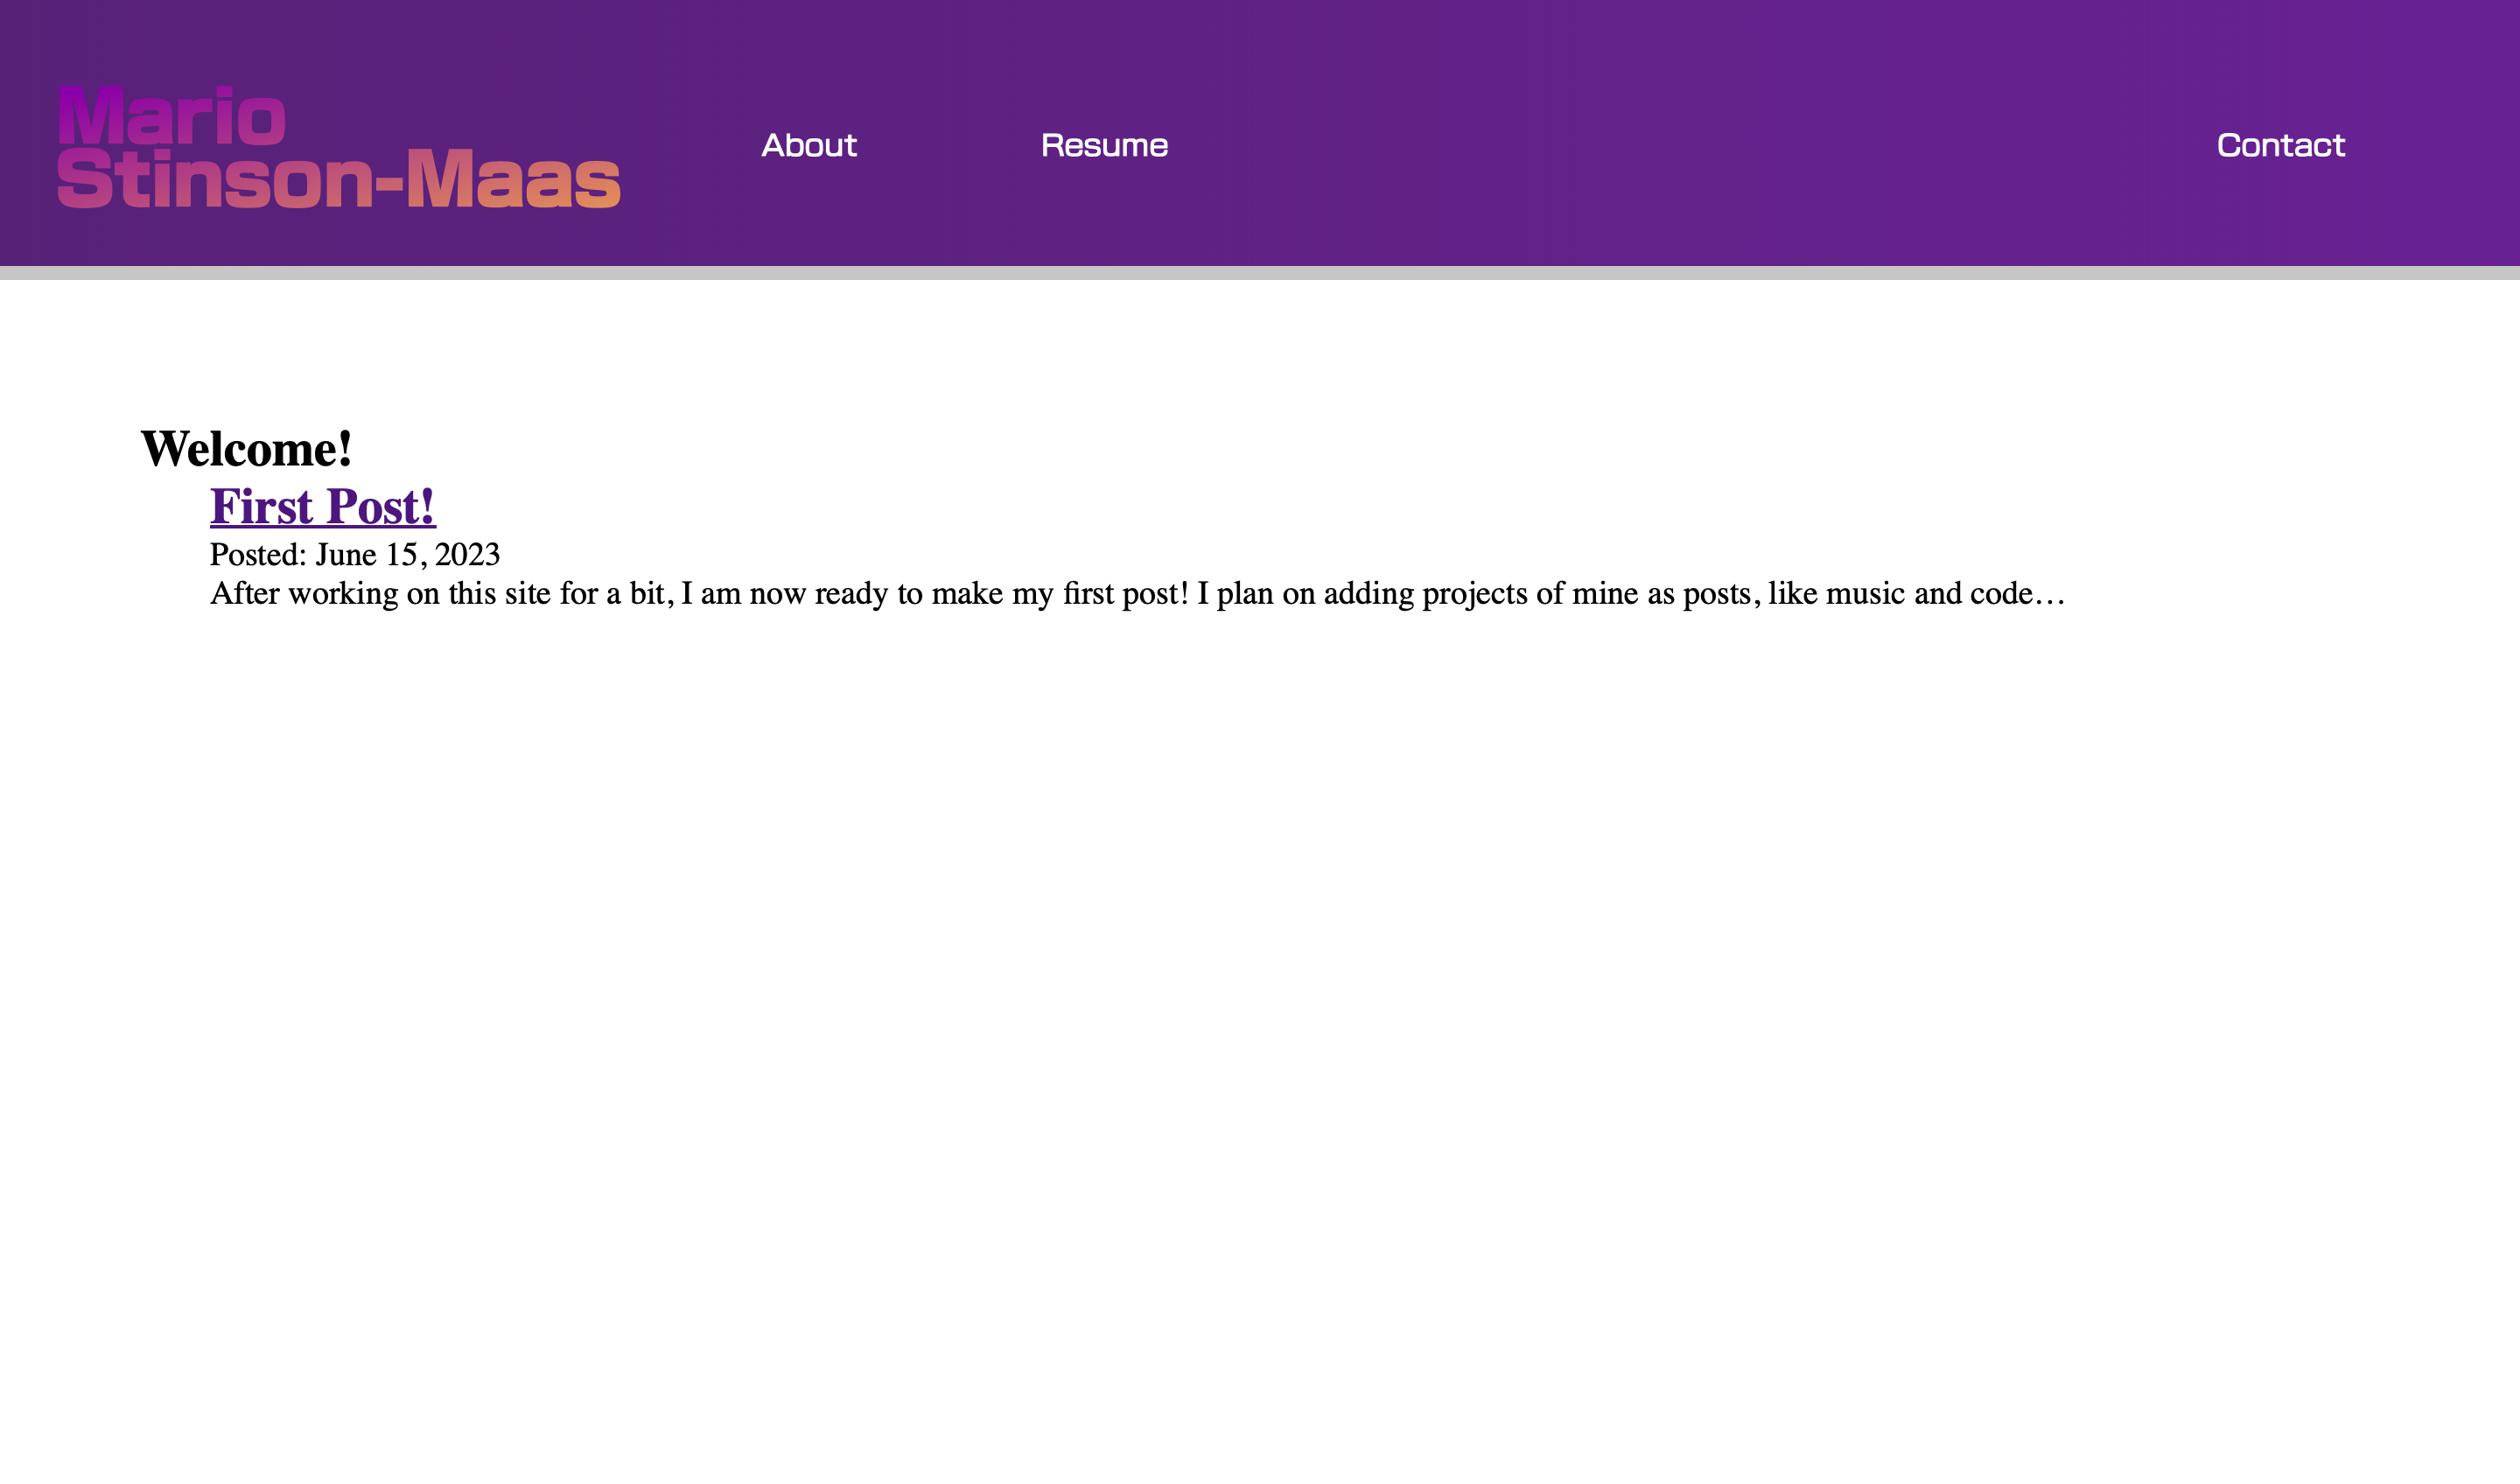 Mario
Stinson-Maas
About
Resume
Contact
Welcome!
First Post!
Posted: June 15, 2023
After working on this site for a bit, I am now ready to make my first post! I plan on adding projects of mine as posts, like music and code…